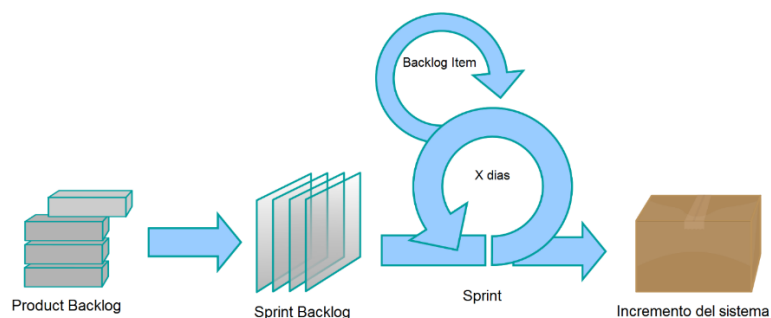 Backlog Item
X dias
Product Backlog
Sprint Backlog
Sprint
Incremento del sistema